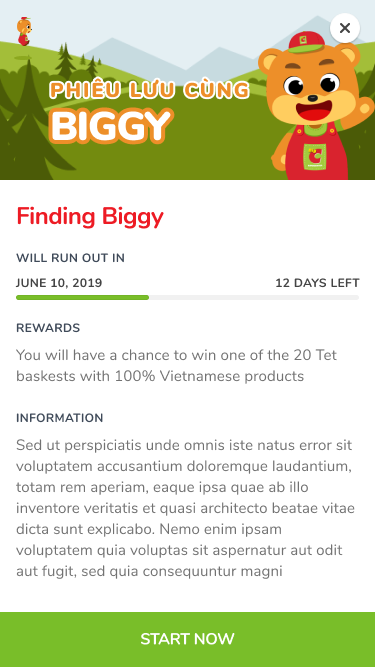 PHIÊU LƯU CÙNG
BIGGY
Finding Biggy
WILL RUN OUT IN
JUNE 10, 2019
12 DAYS LEFT
REWARDS
You will have a chance to win one of the 20 Tet
baskests with 100% Vietnamese products
INFORMATION
Sed ut perspiciatis unde omnis iste natus error sit
voluptatem accusantium doloremque laudantium,
totam rem aperiam, eaque ipsa quae ab illo
inventore veritatis et quasi architecto beatae vitae
dicta sunt explicabo. Nemo enim ipsam
voluptatem quia voluptas sit aspernatur aut odit
aut fugit, sed quia consequuntur magni
START NOW